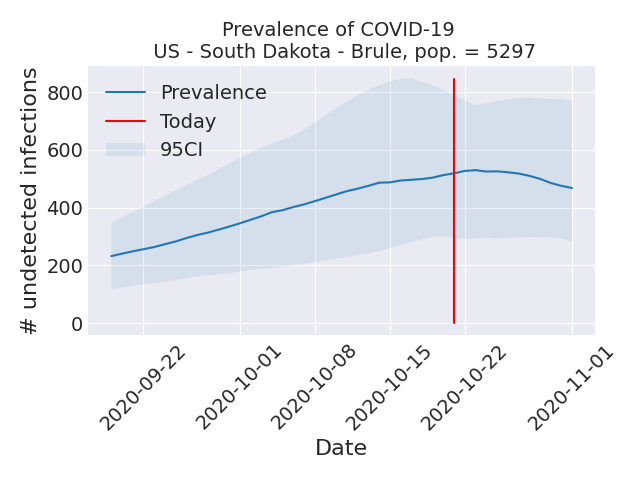 Prevalence of COVID-19
US - South Dakota - Brule, pop. = 5297
# undetected infections
800
600
400
200
0
Prevalence
Today
95CI
2020-09-22
2020-10-01
2020-10-08
2020-10-15
2020-10-22
2020-11-01
Date